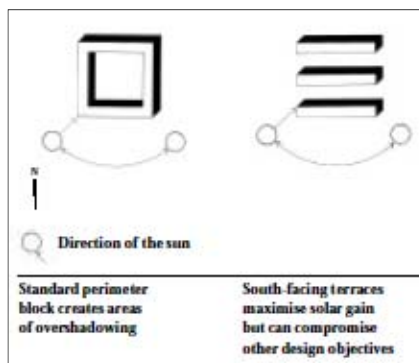 N
Direction of the sun
Standard perimeter
block creates areas
of overshadowing
South-facing terraces
maximise solar gain
but can compromise
other design objectives